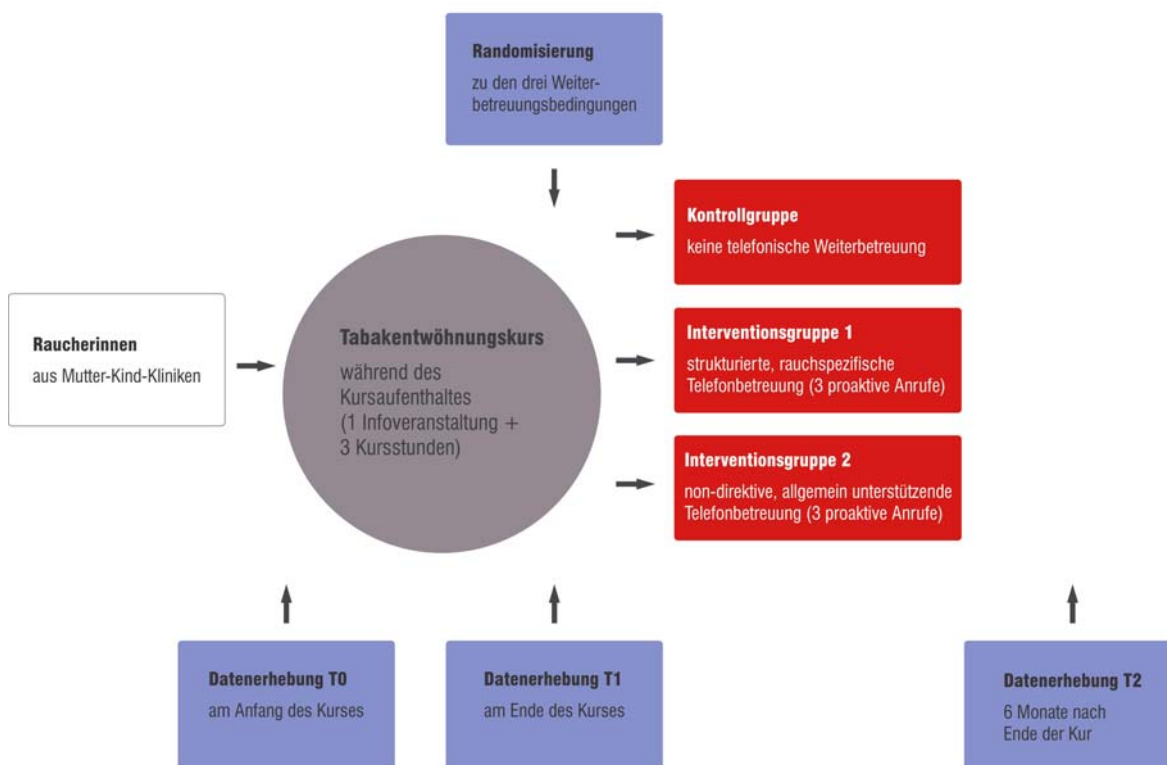 Randomisierung
zu den drei Weiter-
betreuungsbedingungen
Kontrollgruppe
keine telefonische Weiterbetreuung
Raucherinnen
aus Mutter-Kind-Kliniken
Tabakentwöhnungskurs
während des
Kursaufenthaltes
(1 Infoveranstaltung +
3 Kursstunden)
Interventionsgruppe 1
strukturierte, rauchspezifische
Telefonbetreuung (3 proaktive Anrufe)
Interventionsgruppe 2
non-direktive, allgemein unterstützende
Telefonbetreuung (3 proaktive Anrufe)
Datenerhebung T0
am Anfang des Kurses
Datenerhebung T1
am Ende des Kurses
Datenerhebung T2
6 Monate nach
Ende der Kur